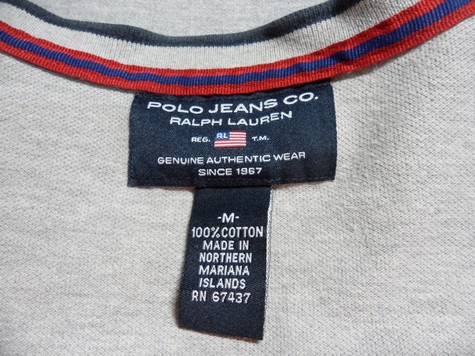 POLO JEANS CO.
RALPH LAUREN
REG. RL T.M.
GENUINE AUTHENTIC WEAR
SINCE 1967
-M-
100% COTTON
MADE IN
NORTHERN
MARIANA
ISLANDS
RN 67437